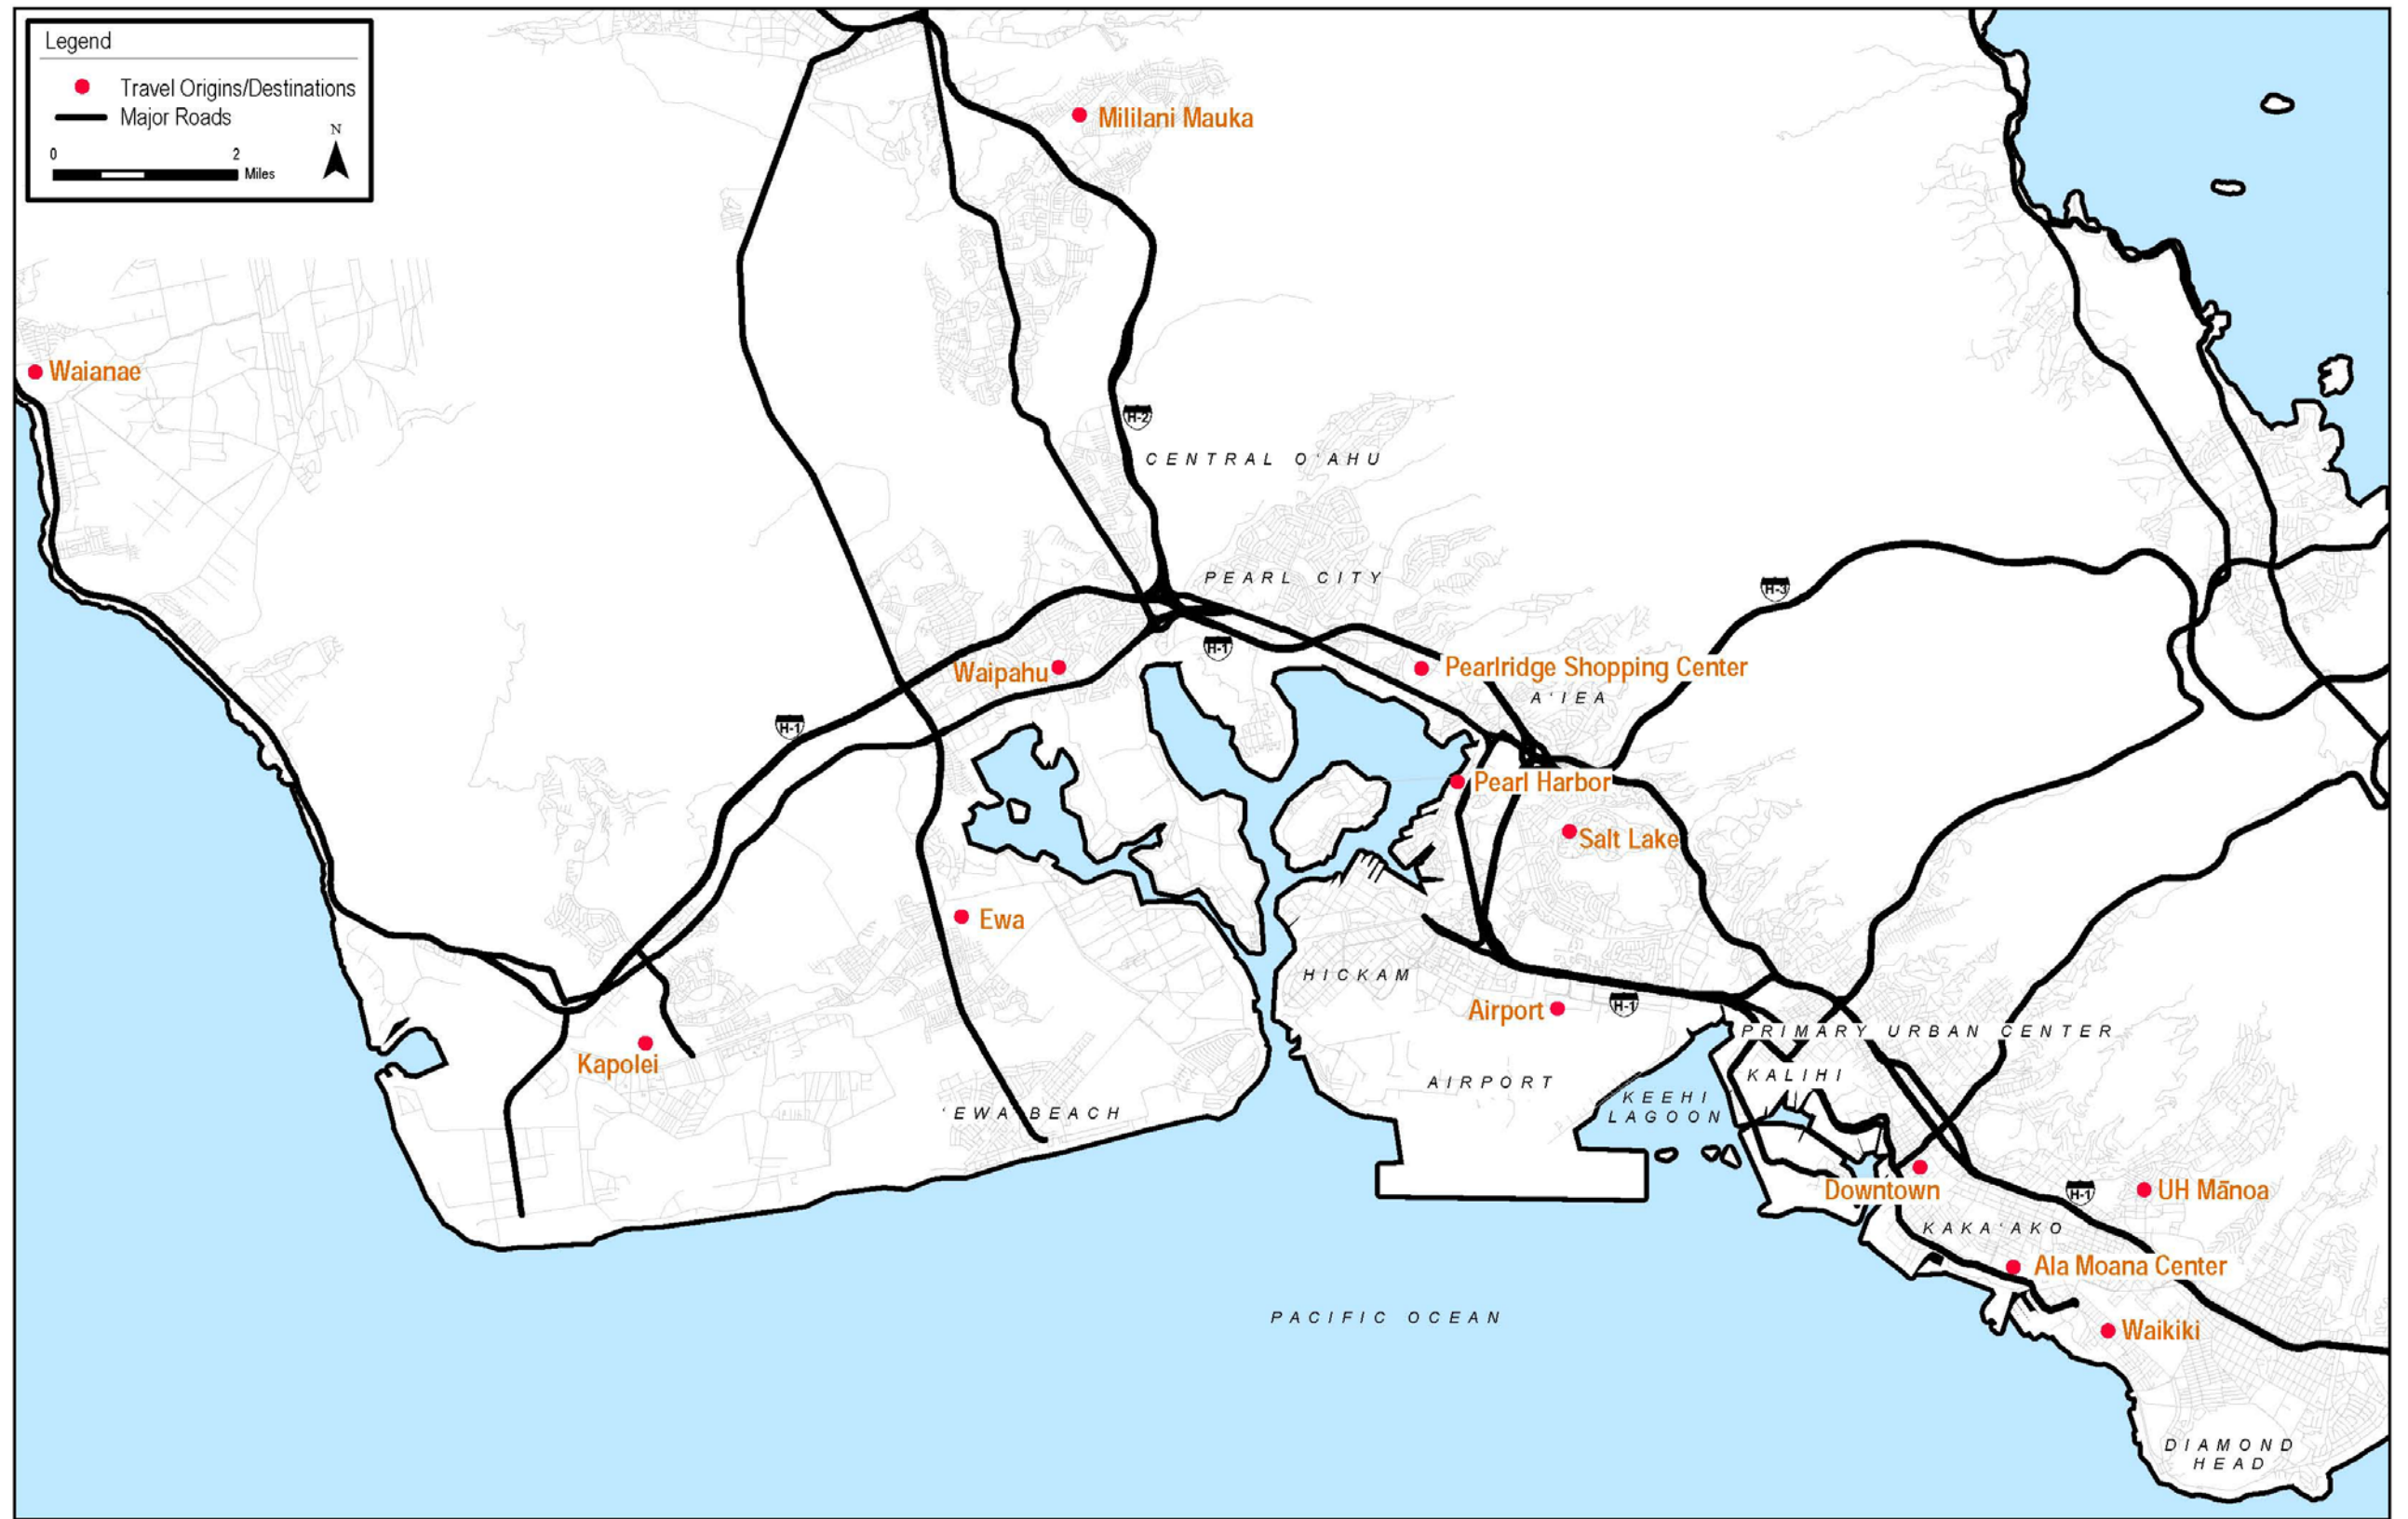 Legend
Travel Origins/Destinations
Major Roads
N
0 2
Miles
Mililani Mauka
Waianae
H-2
CENTRAL O‘AHU
PEARL CITY
H-3
H-1
Waipahu
Pearlridge Shopping Center
A‘IEA
H-1
Pearl Harbor
Salt Lake
Ewa
HICKAM
Airport
H-1
PRIMARY URBAN CENTER
Kapolei
KALIHI
AIRPORT
KEEHI
LAGOON
‘EWA BEACH
Downtown
H-1
UH Mānoa
KAKA‘AKO
Ala Moana Center
PACIFIC OCEAN
Waikiki
DIAMOND
HEAD